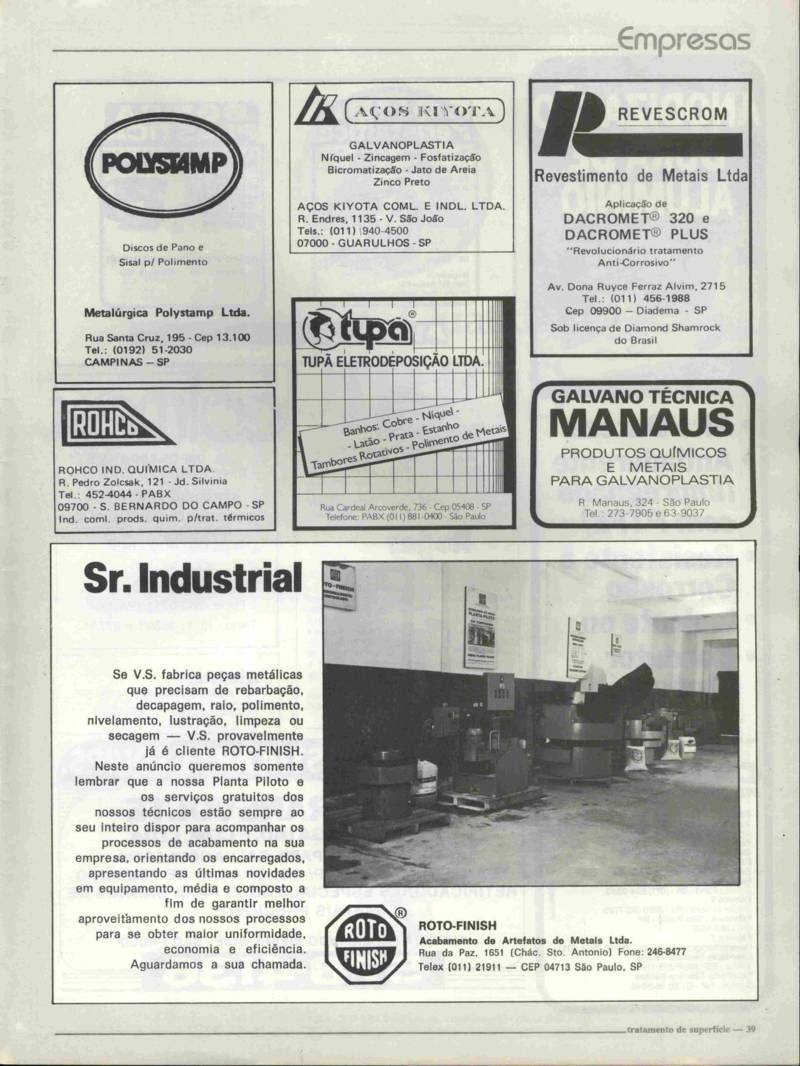 Empresas
POLYSTAMP
Discos de Pano e
Sisal p/ Polimento
Metalúrgica Polystamp Ltda.
Rua Santa Cruz, 195 - Cep 13.100
Tel.: (0192) 51-2030
CAMPINAS – SP
AÇOS KIYOTA
GALVANOPLASTIA
Níquel - Zincagem - Fosfatização
Bicromatização - Jato de Areia
Zinco Preto
AÇOS KIYOTA COML. E INDL. LTDA.
R. Endres, 1135 - V. São João
Tels.: (011) 940-4500
07000 - GUARULHOS - SP
REVESCROM
Revestimento de Metais Ltda
Aplicação de
DACROMET® 320 e
DACROMET® PLUS
"Revolucionário tratamento
Anti-Corrosivo"
Av. Dona Ruyce Ferraz Alvim, 2715
Tel.: (011) 456-1988
Cep 09900 – Diadema - SP
Sob licença de Diamond Shamrock
do Brasil
ROHCO
ROHCO IND. QUÍMICA LTDA.
R. Pedro Zolcsak, 121 - Jd. Silvinia
Tel.: 452-4044 - PABX
09700 - S. BERNARDO DO CAMPO - SP
Ind. coml. prods. quim. p/trat. térmicos
tupã®
TUPÃ ELETRODEPOSIÇÃO LTDA.
Banhos: Cobre - Níquel -
- Latão - Prata - Estanho
Tambores Rotativos - Polimento de Metais
Rua Cardeal Arcoverde, 736 - Cep 05408 - SP
Telefone: PABX (011) 881-0400 - São Paulo
GALVANO TÉCNICA
MANAUS
PRODUTOS QUÍMICOS
E METAIS
PARA GALVANOPLASTIA
R. Manaus, 324 - São Paulo
Tel.: 273-7905 e 63-9037
Sr. Industrial
Se V.S. fabrica peças metálicas
que precisam de rebarbação,
decapagem, raio, polimento,
nivelamento, lustração, limpeza ou
secagem — V.S. provavelmente
já é cliente ROTO-FINISH.
Neste anúncio queremos somente
lembrar que a nossa Planta Piloto e
os serviços gratuitos dos
nossos técnicos estão sempre ao
seu inteiro dispor para acompanhar os
processos de acabamento na sua
empresa, orientando os encarregados,
apresentando as últimas novidades
em equipamento, média e composto a
fim de garantir melhor
aproveitamento dos nossos processos
para se obter maior uniformidade,
economia e eficiência.
Aguardamos a sua chamada.
ROTO-FINISH
PLANTA PILOTO
ROTO
FINISH
®
ROTO-FINISH
Acabamento de Artefatos de Metais Ltda.
Rua da Paz, 1651 (Chác. Sto. Antonio) Fone: 246-8477
Telex (011) 21911 — CEP 04713 São Paulo, SP
tratamento de superfície — 39